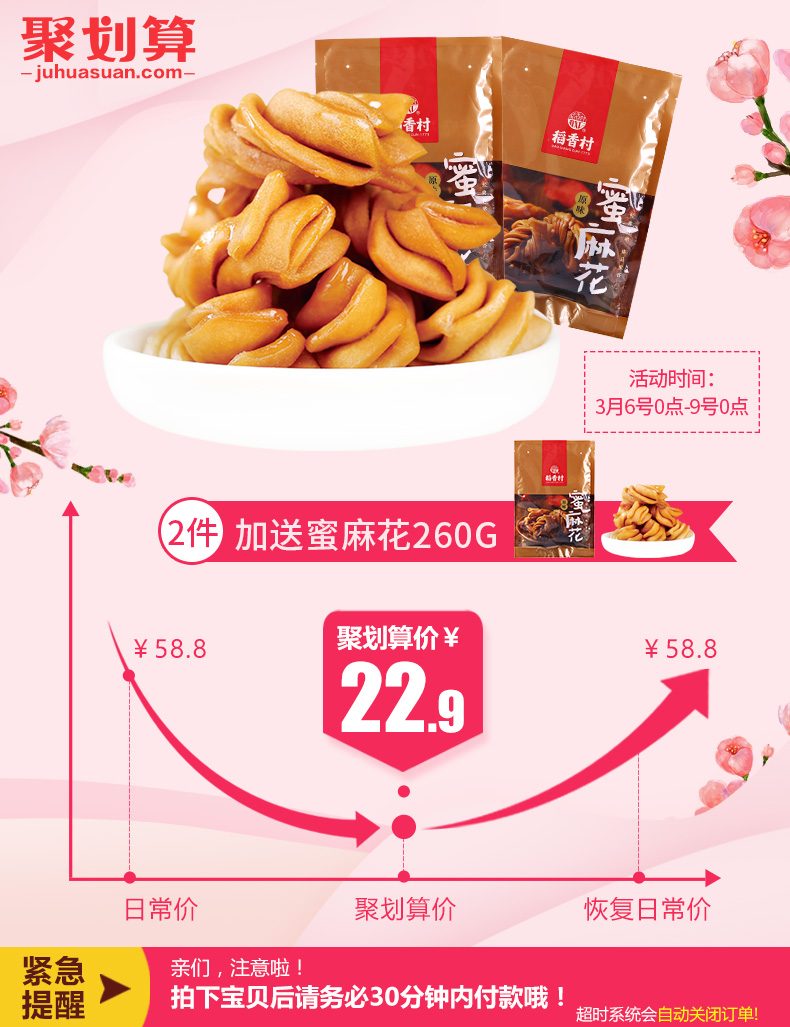 聚划算
juhuasuan.com
稻香村
稻香村
原味
蜜麻花
蜜麻花
活动时间：
3月6号0点-9号0点
2件
加送蜜麻花260G
稻香村
蜜麻花
¥58.8
聚划算价¥
22.9
¥58.8
日常价
聚划算价
恢复日常价
紧急
提醒
亲们，注意啦！
拍下宝贝后请务必30分钟内付款哦！
超时系统会自动关闭订单!